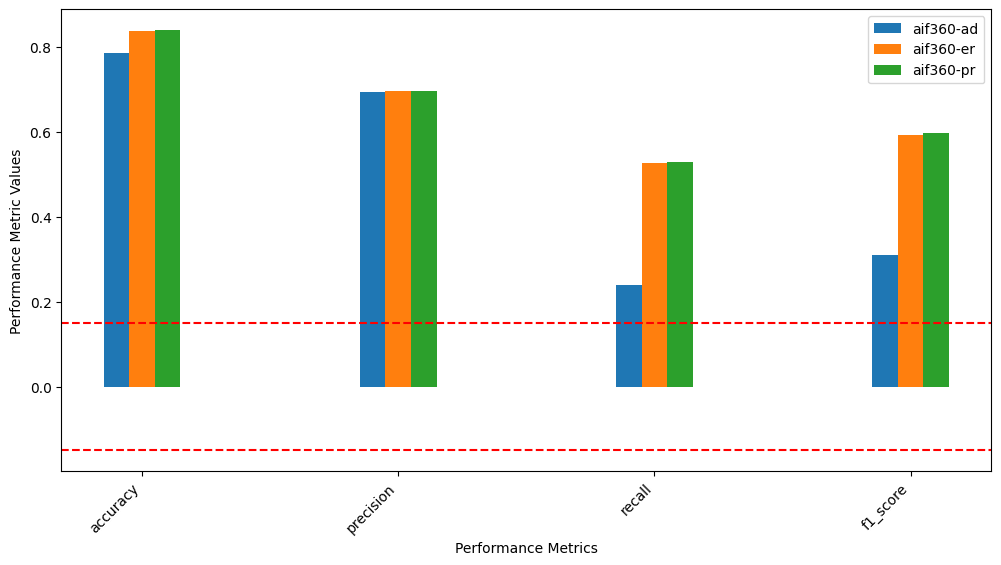 aif360-ad
aif360-er
aif360-pr
Performance Metric Values
0.8
0.6
0.4
0.2
0.0
accuracy
precision
recall
f1_score
Performance Metrics